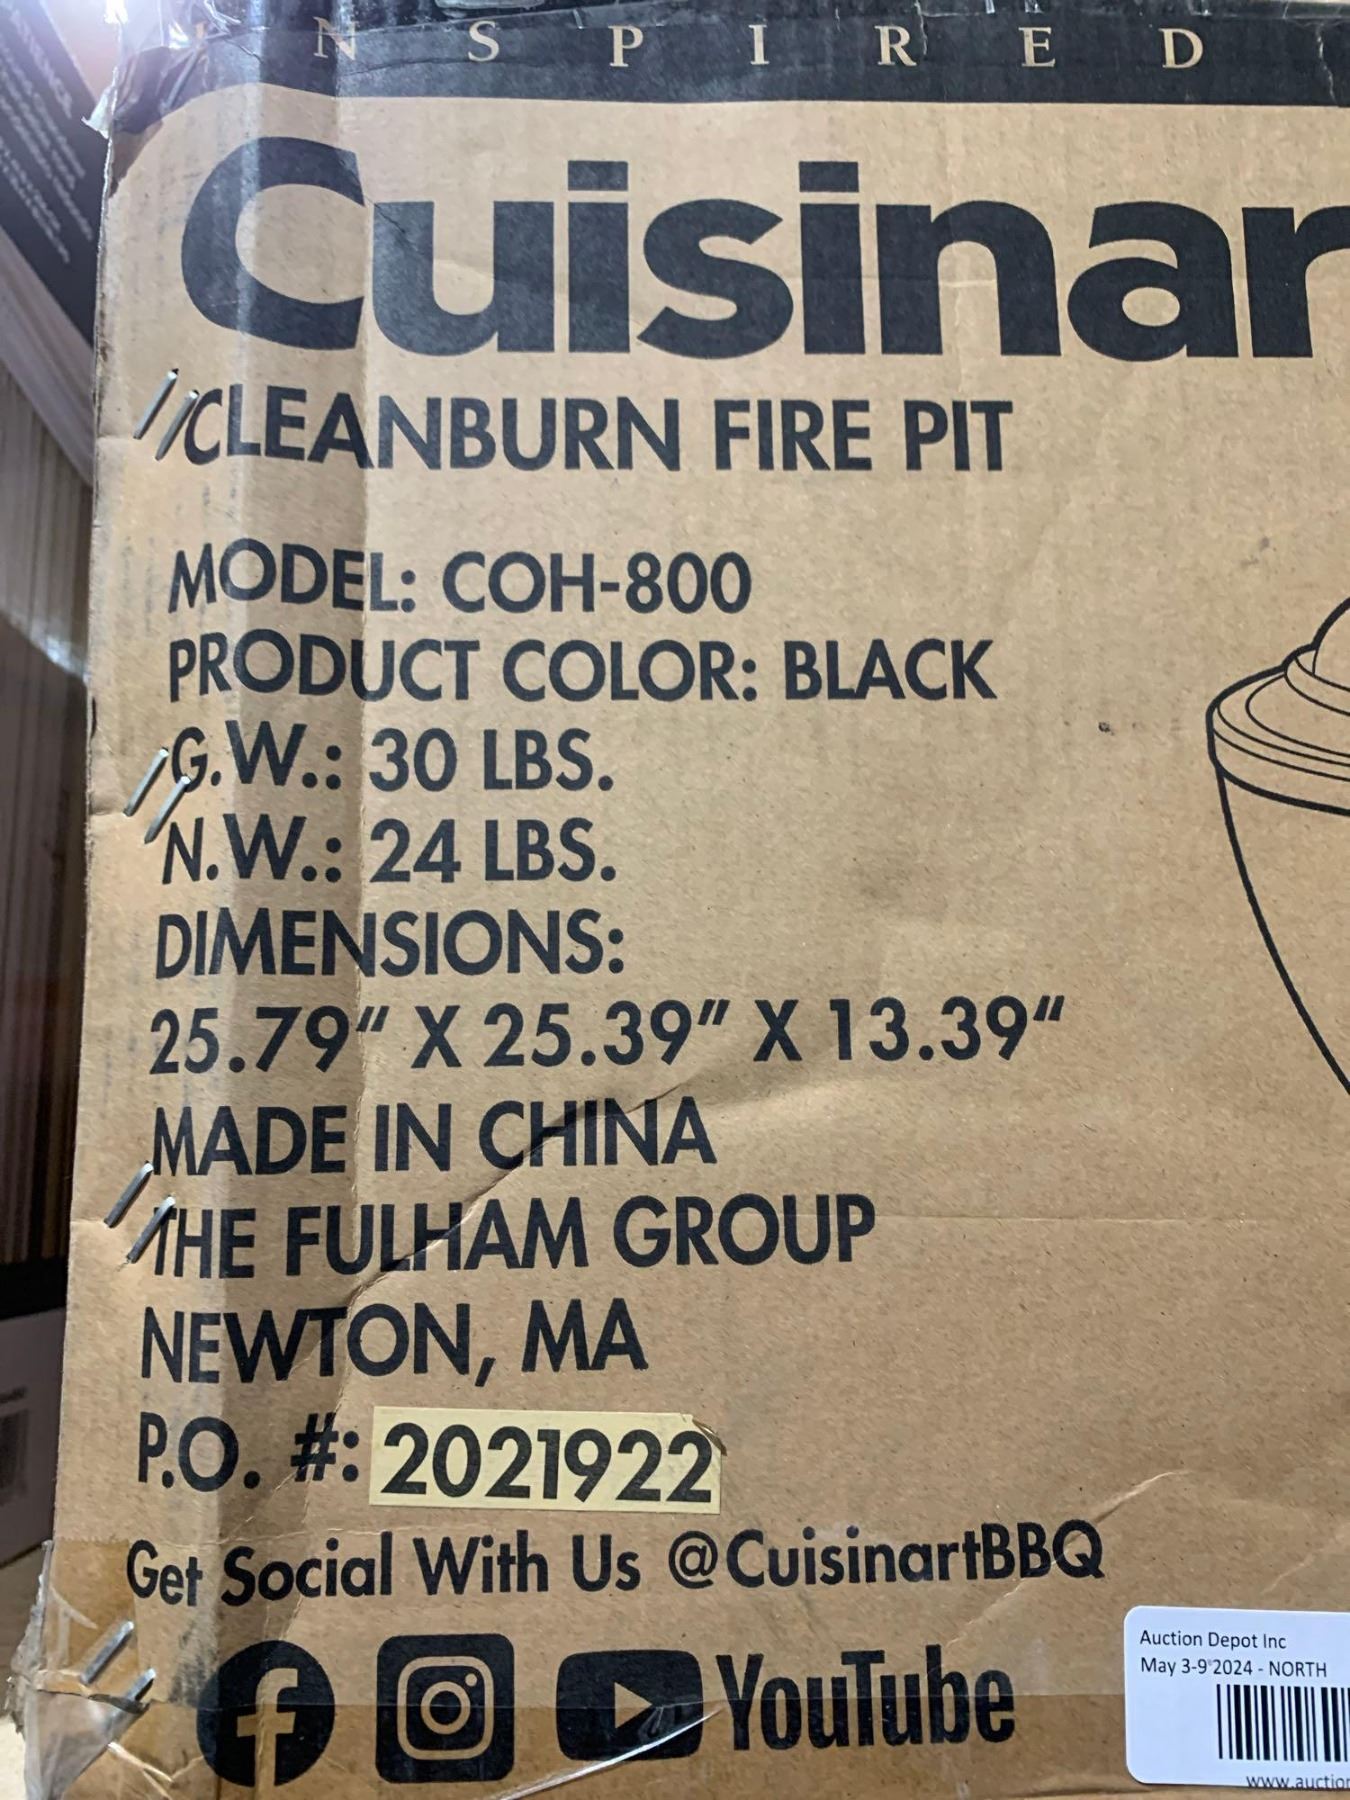 NSPIRED
Cuisinar
CLEANBURN FIRE PIT
MODEL: COH-800
PRODUCT COLOR: BLACK
G.W.: 30 LBS.
N.W.: 24 LBS.
DIMENSIONS:
25.79“ X 25.39” X 13.39“
MADE IN CHINA
THE FULHAM GROUP
NEWTON, MA
P.O. #: 2021922
Get Social With Us @CuisinartBBQ
YouTube
Auction Depot Inc
May 3-9 2024 - NORTH
www.auction